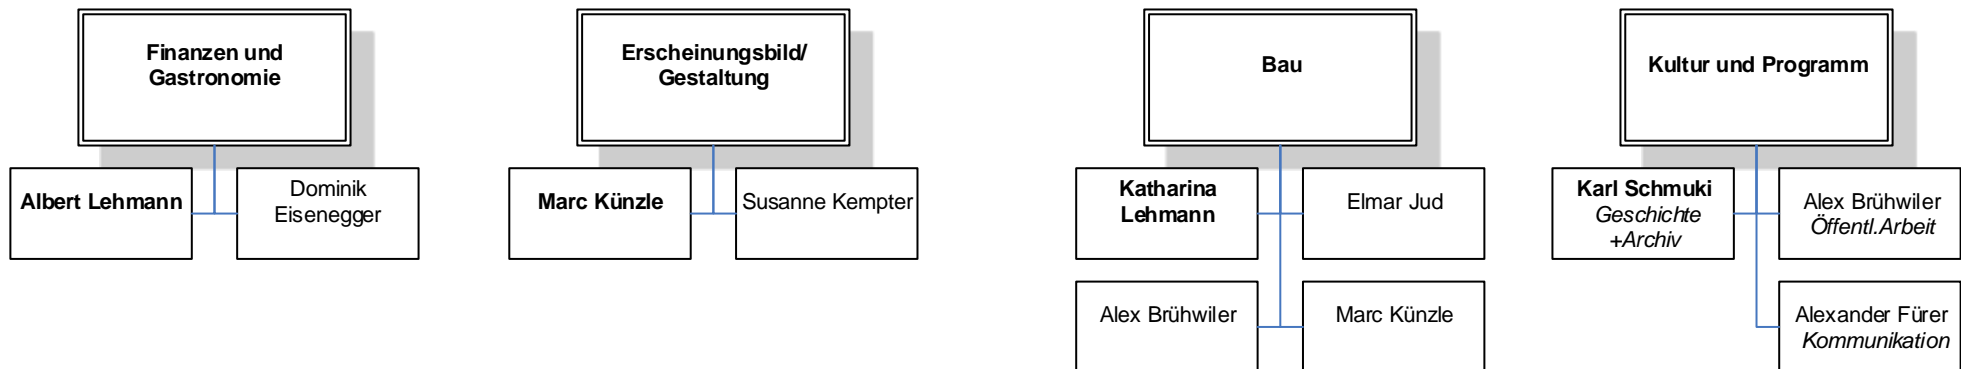 Finanzen und
Gastronomie
Albert Lehmann
Dominik
Eisenegger
Erscheinungsbild/
Gestaltung
Marc Künzle
Susanne Kempter
Bau
Katharina
Lehmann
Elmar Jud
Alex Brühwiler
Marc Künzle
Kultur und Programm
Karl Schmuki
Geschichte
+Archiv
Alex Brühwiler
Öffentl.Arbeit
Alexander Fürer
Kommunikation